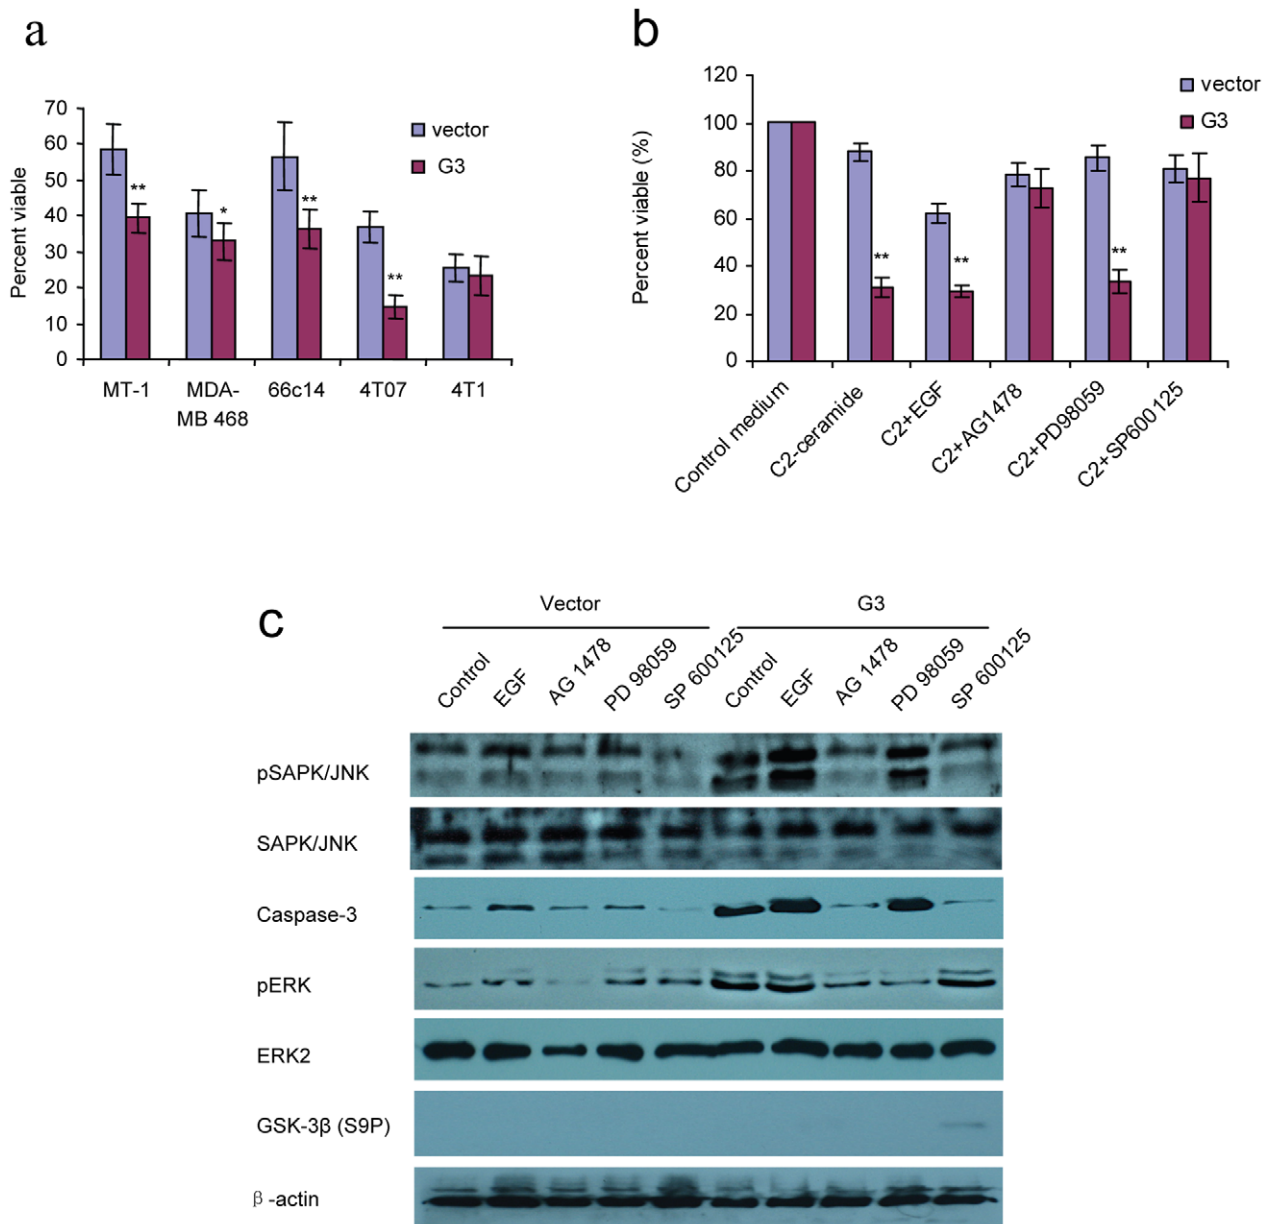 a
70
60
50
40
30
20
10
0
Percent viable
vector
G3
**
*
**
**
MT-1
MDA-
MB 468
66c14
4T07
4T1
b
120
100
80
60
40
20
0
Percent viable (%)
vector
G3
**
**
**
Control medium
C2-ceramide
C2+EGF
C2+AG1478
C2+PD98059
C2+SP600125
c
Vector
G3
Control
EGF
AG 1478
PD 98059
SP 600125
Control
EGF
AG 1478
PD 98059
SP 600125
pSAPK/JNK
SAPK/JNK
Caspase-3
pERK
ERK2
GSK-3β (S9P)
β -actin